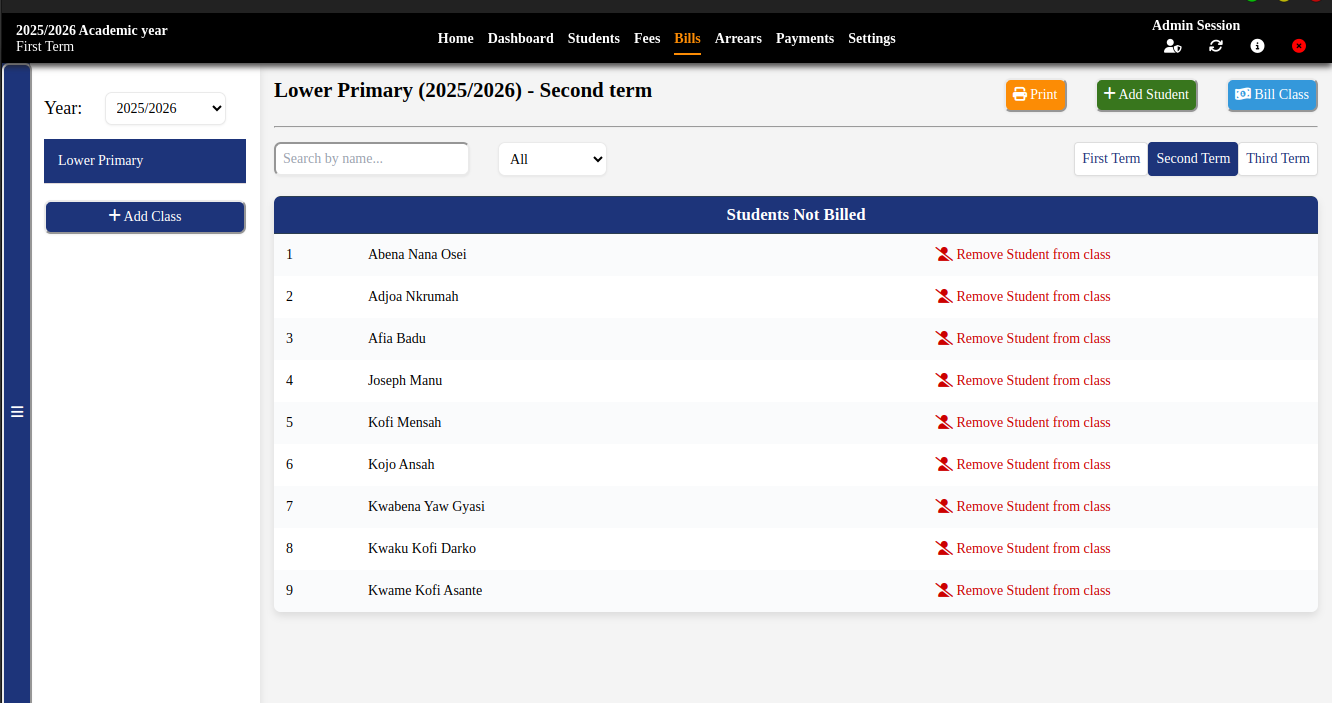 2025/2026 Academic year
First Term
Home Dashboard Students Fees Bills Arrears Payments Settings
Admin Session
Year: 2025/2026
Lower Primary
Add Class
Lower Primary (2025/2026) - Second term
Print
Add Student
Bill Class
Search by name...
All
First Term Second Term Third Term
Students Not Billed
1 Abena Nana Osei Remove Student from class
2 Adjoa Nkrumah Remove Student from class
3 Afia Badu Remove Student from class
4 Joseph Manu Remove Student from class
5 Kofi Mensah Remove Student from class
6 Kojo Ansah Remove Student from class
7 Kwabena Yaw Gyasi Remove Student from class
8 Kwaku Kofi Darko Remove Student from class
9 Kwame Kofi Asante Remove Student from class